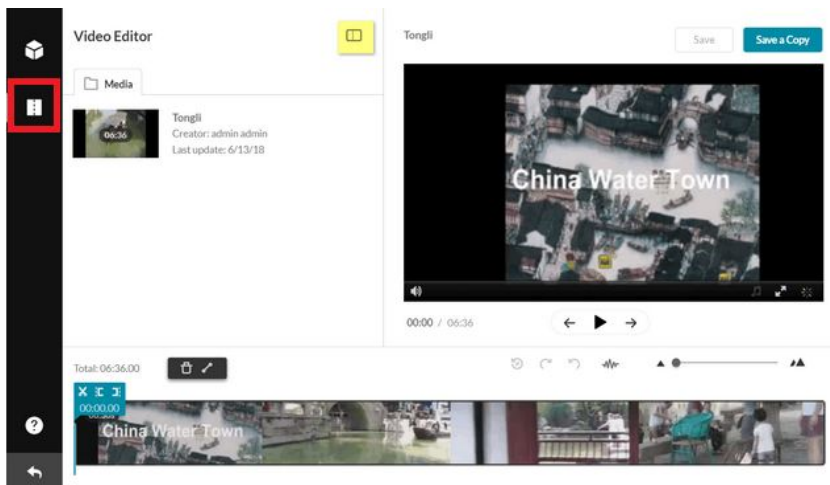 Video Editor
Media
06:36
Tongli
Creator: admin admin
Last update: 6/13/18
Tongli
Save
Save a Copy
China Water Town
00:00 / 06:36
Total: 06:36.00
00:00.00
China Water Town
?